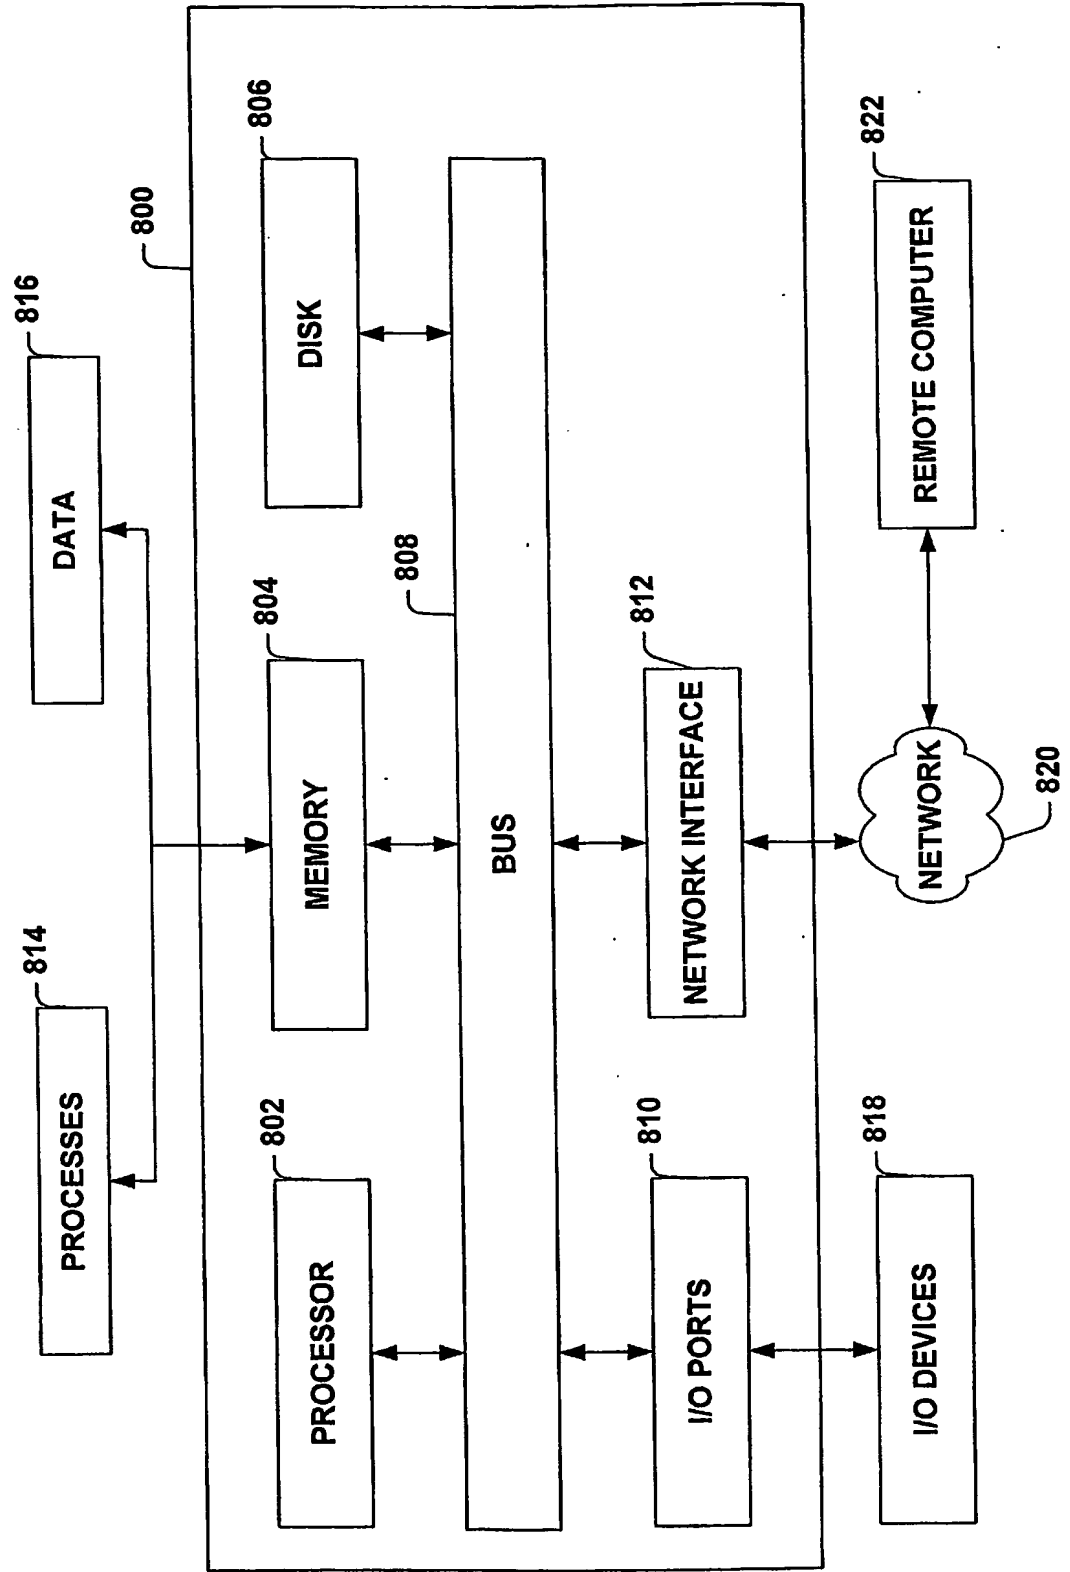 PROCESSES
814
DATA
816
800
PROCESSOR
802
MEMORY
804
DISK
806
BUS
808
I/O PORTS
810
NETWORK INTERFACE
812
I/O DEVICES
818
NETWORK
820
REMOTE COMPUTER
822